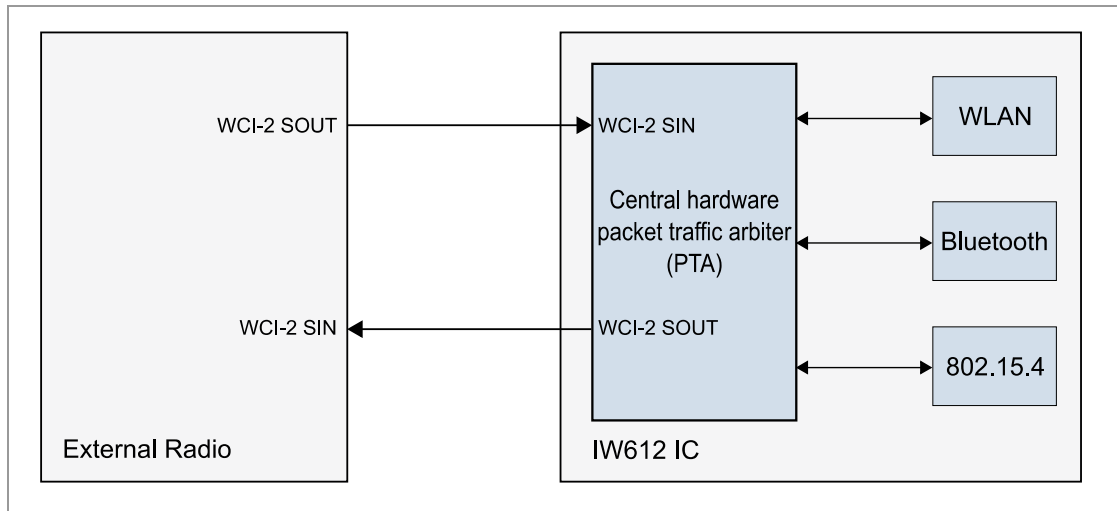 WCI-2 SOUT
WCI-2 SIN
External Radio
WCI-2 SIN
Central hardware
packet traffic arbiter
(PTA)
WCI-2 SOUT
WLAN
Bluetooth
802.15.4
IW612 IC